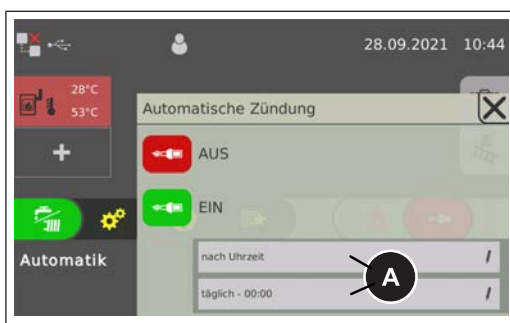 28.09.2021 10:44
28°C
53°C
Automatische Zündung
AUS
EIN
Automatik
nach Uhrzeit
täglich - 00:00
A